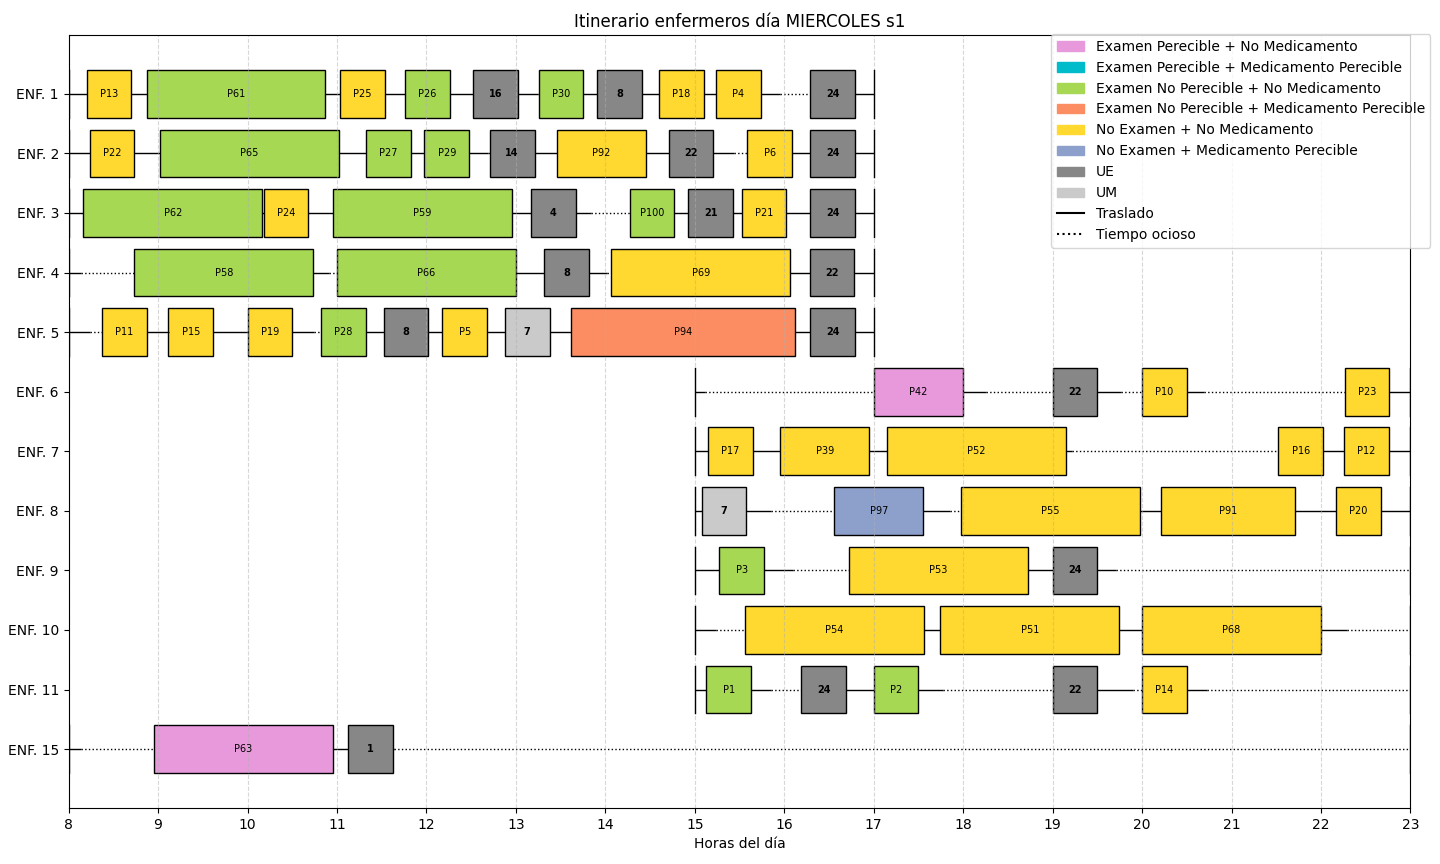 Itinerario enfermeros día MIERCOLES s1
Examen Perecible + No Medicamento
Examen Perecible + Medicamento Perecible
Examen No Perecible + No Medicamento
Examen No Perecible + Medicamento Perecible
No Examen + No Medicamento
No Examen + Medicamento Perecible
UE
UM
Traslado
Tiempo ocioso
ENF. 1 P13 P61 P25 P26 16 P30 8 P18 P4 24
ENF. 2 P22 P65 P27 P29 14 P92 22 P6 24
ENF. 3 P62 P24 P59 4 P100 21 P21 24
ENF. 4 P58 P66 8 P69 22
ENF. 5 P11 P15 P19 P28 8 P5 7 P94 24
ENF. 6 P42 22 P10 P23
ENF. 7 P17 P39 P52 P16 P12
ENF. 8 7 P97 P55 P91 P20
ENF. 9 P3 P53 24
ENF. 10 P54 P51 P68
ENF. 11 P1 24 P2 22 P14
ENF. 15 P63 1
8 9 10 11 12 13 14 15 16 17 18 19 20 21 22 23
Horas del día